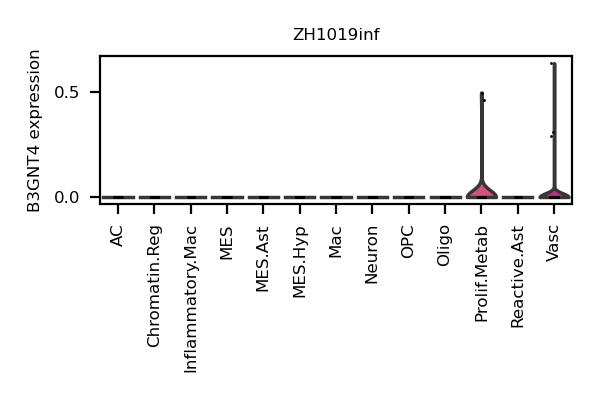 ZH1019inf
B3GNT4 expression
0.5
0.0
AC
Chromatin.Reg
Inflammatory.Mac
MES
MES.Ast
MES.Hyp
Mac
Neuron
OPC
Oligo
Prolif.Metab
Reactive.Ast
Vasc